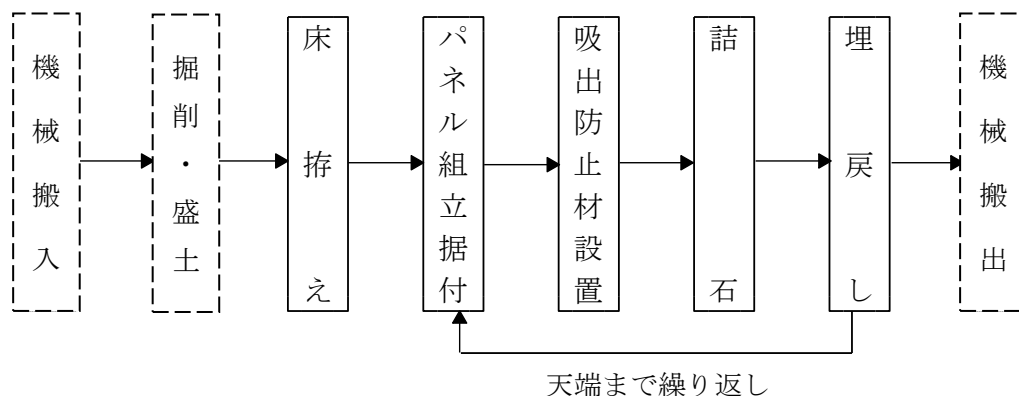 機械搬入
掘削・盛土
床拵え
パネル組立据付
吸出防止材設置
詰石
埋戻し
機械搬出
天端まで繰り返し